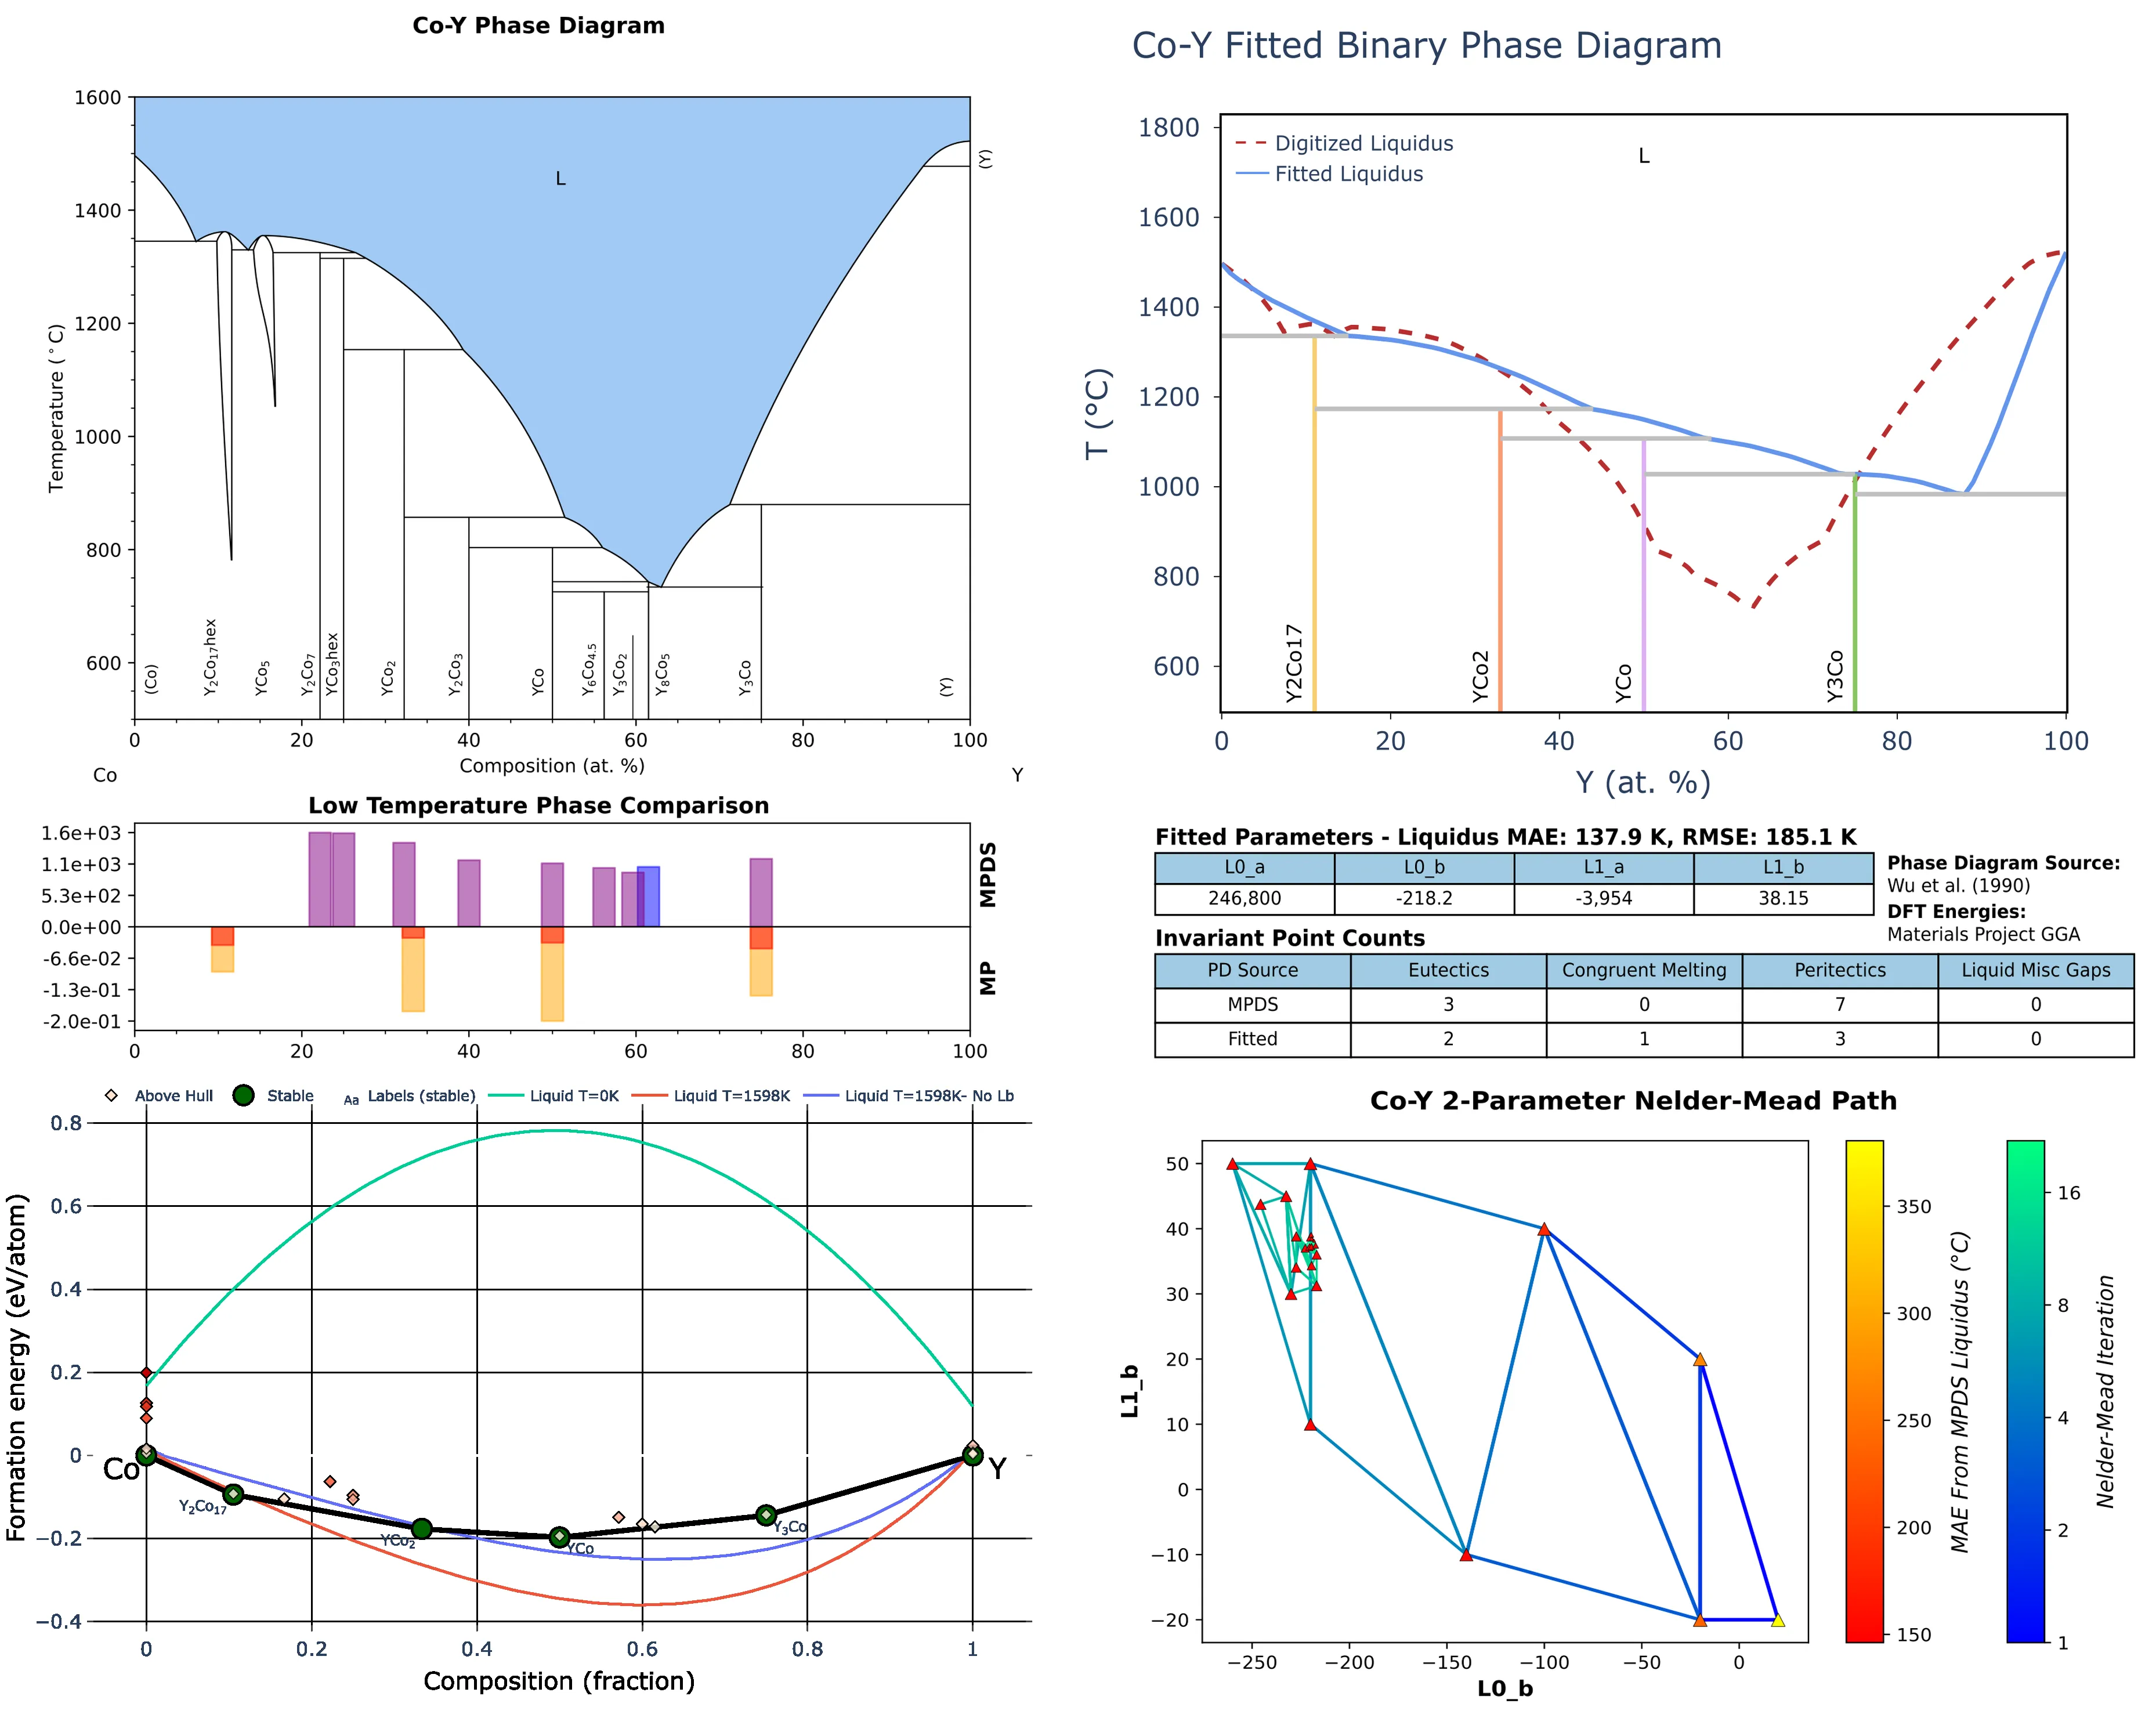 Co-Y Phase Diagram
1600
1400
1200
1000
800
600
Temperature (°C)
L
(Y)
(Co)
Y₂Co₁₇hex
YCo₅
Y₂Co₇
YCo₃hex
YCo₂
Y₂Co₃
YCo
Y₆Co₄.₅
Y₃Co₂
Y₈Co₅
Y₃Co
(Y)
0 20 40 60 80 100
Composition (at. %)
Co Y
Co-Y Fitted Binary Phase Diagram
1800
1600
1400
1200
1000
800
600
T (°C)
Digitized Liquidus
Fitted Liquidus
L
Y2Co17
YCo2
YCo
Y3Co
0 20 40 60 80 100
Y (at. %)
Low Temperature Phase Comparison
1.6e+03
1.1e+03
5.3e+02
0.0e+00
-6.6e-02
-1.3e-01
-2.0e-01
MPDS
MP
0 20 40 60 80 100
Fitted Parameters - Liquidus MAE: 137.9 K, RMSE: 185.1 K
L0_a L0_b L1_a L1_b
246,800 -218.2 -3,954 38.15
Phase Diagram Source:
Wu et al. (1990)
DFT Energies:
Materials Project GGA
Invariant Point Counts
PD Source Eutectics Congruent Melting Peritectics Liquid Misc Gaps
MPDS 3 0 7 0
Fitted 2 1 3 0
Above Hull Stable Aa Labels (stable) Liquid T=0K Liquid T=1598K Liquid T=1598K- No Lb
0.8
0.6
0.4
0.2
0
−0.2
−0.4
Formation energy (eV/atom)
Co
Y₂Co₁₇
YCo₂
YCo
Y₃Co
Y
0 0.2 0.4 0.6 0.8 1
Composition (fraction)
Co-Y 2-Parameter Nelder-Mead Path
50
40
30
20
10
0
−10
−20
L1_b
−250 −200 −150 −100 −50 0
L0_b
350
300
250
200
150
MAE From MPDS Liquidus (°C)
16
8
4
2
1
Nelder-Mead Iteration